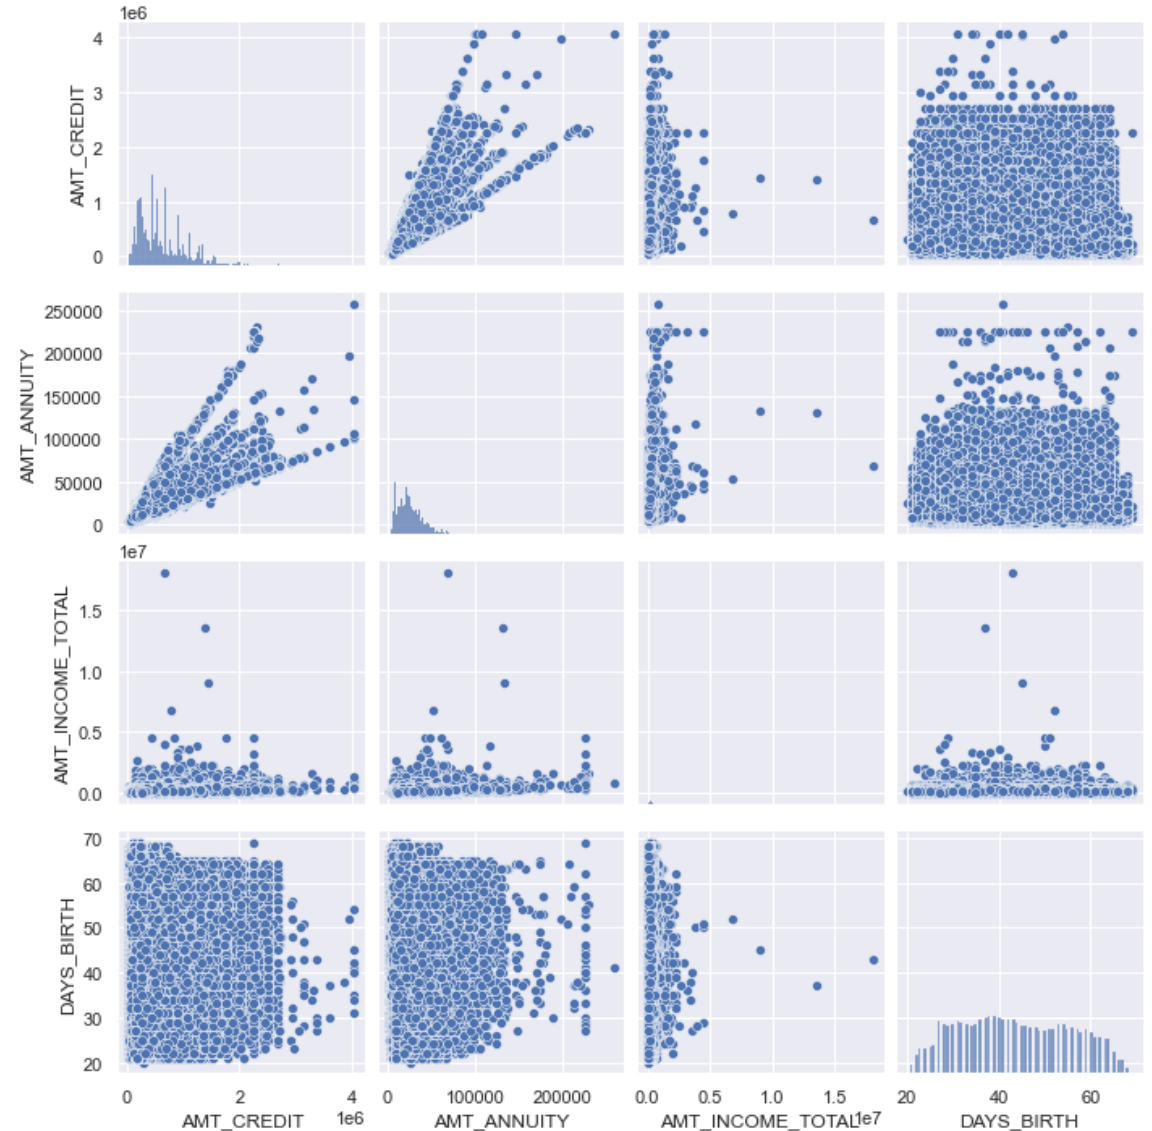 1e6
AMT_CREDIT
4
3
2
1
0
AMT_ANNUITY
250000
200000
150000
100000
50000
0
1e7
AMT_INCOME_TOTAL
1.5
1.0
0.5
0.0
DAYS_BIRTH
70
60
50
40
30
20
0 2 4 0 100000 200000 0.0 0.5 1.0 1.5 20 40 60
AMT_CREDIT 1e6 AMT_ANNUITY AMT_INCOME_TOTAL 1e7 DAYS_BIRTH